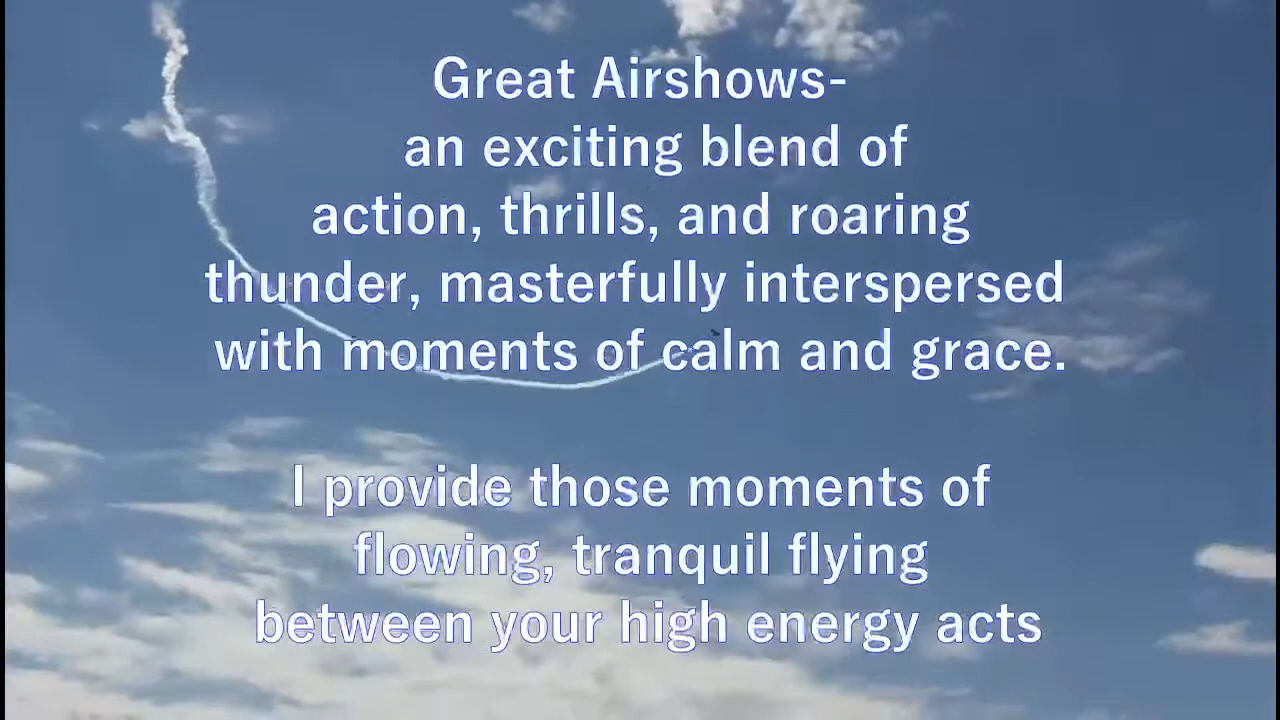 Great Airshows-
an exciting blend of
action, thrills, and roaring
thunder, masterfully interspersed
with moments of calm and grace.
I provide those moments of
flowing, tranquil flying
between your high energy acts